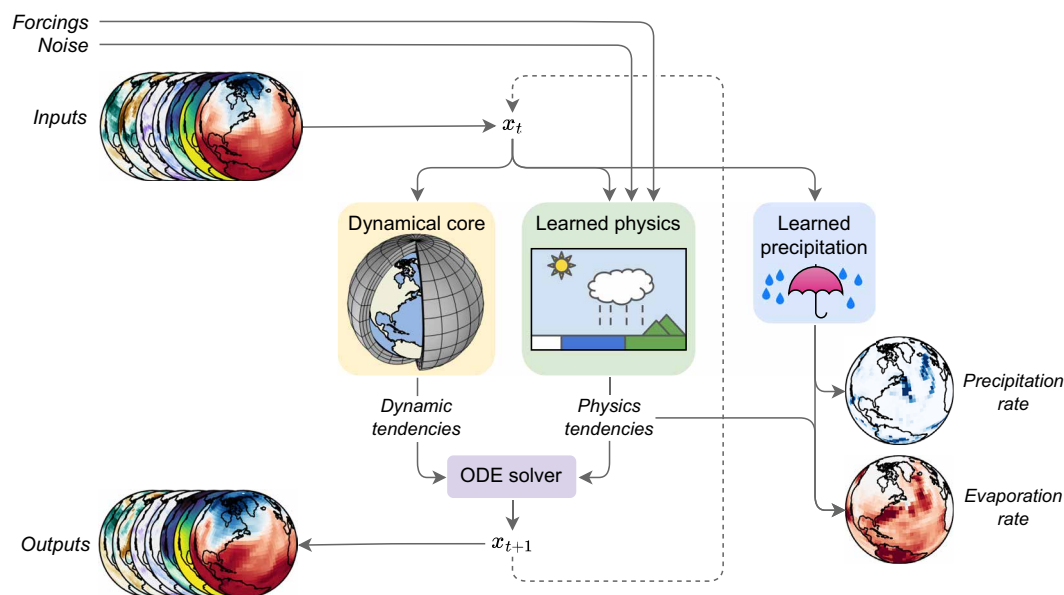 Forcings
Noise
Inputs
x_t
Dynamical core
Learned physics
Learned
precipitation
Precipitation
rate
Dynamic
tendencies
Physics
tendencies
ODE solver
Evaporation
rate
Outputs
x_{t+1}